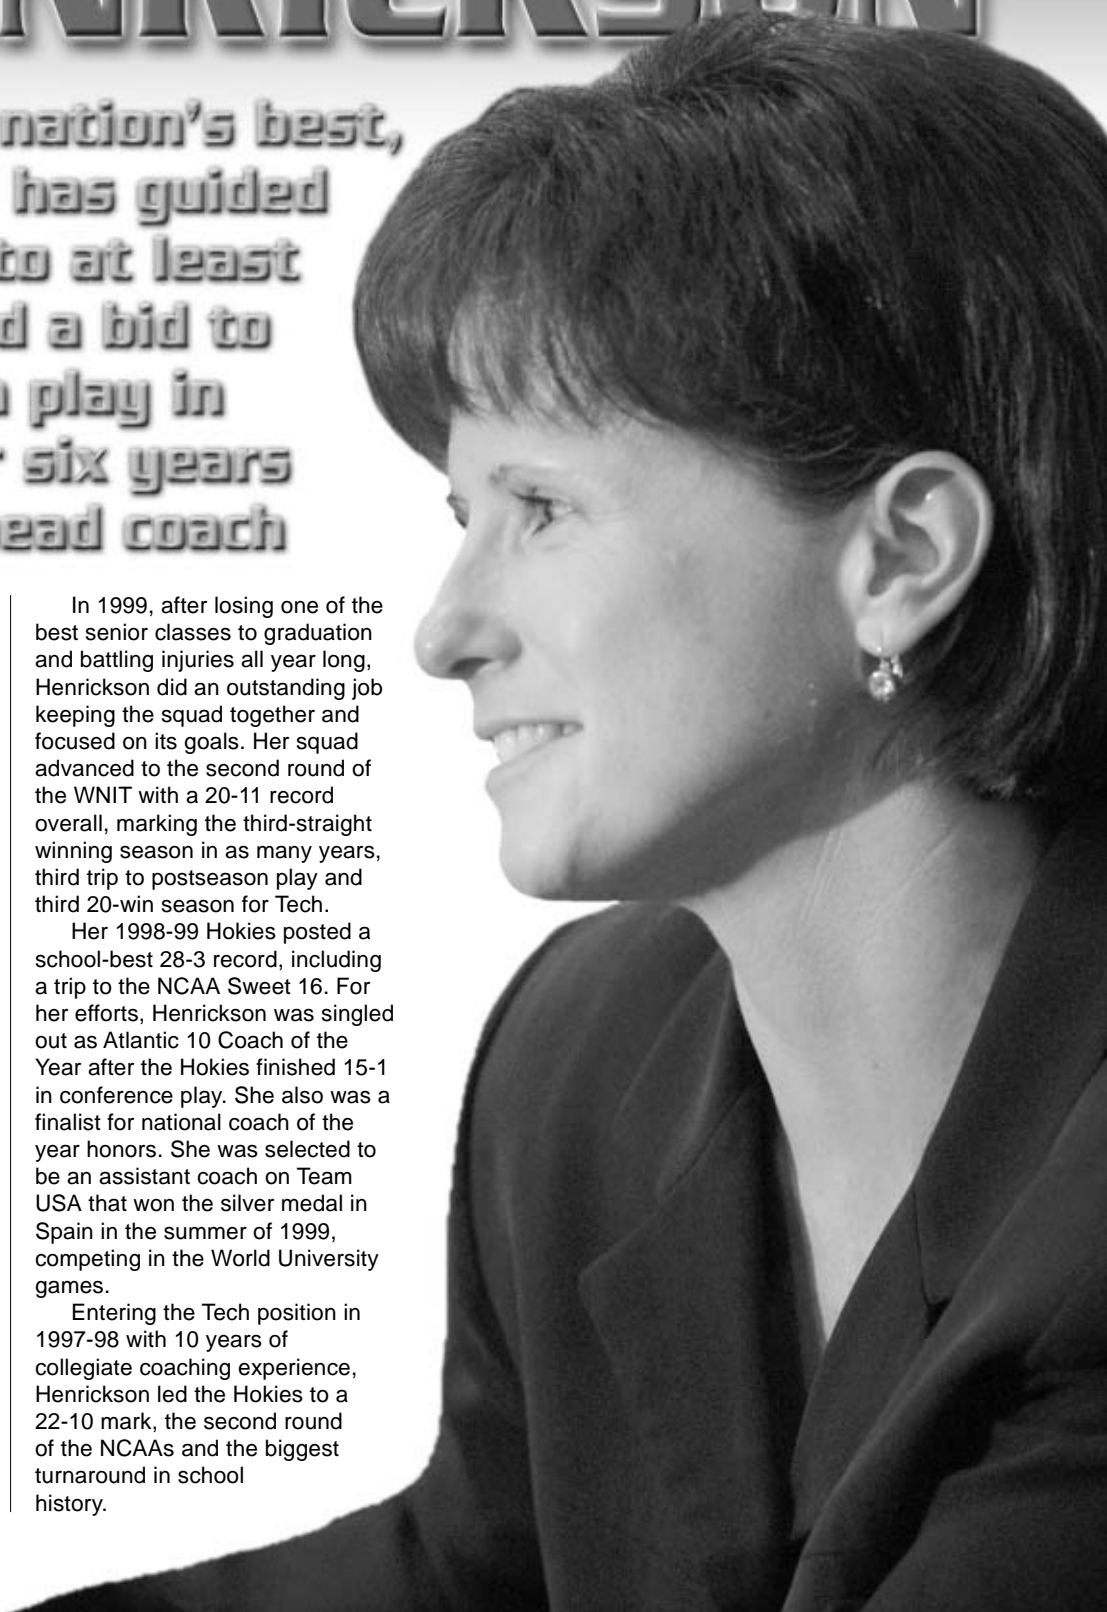 nation's best,
has guided
to at least
a bid to
play in
six years
coach
In 1999, after losing one of the
best senior classes to graduation
and battling injuries all year long,
Henrickson did an outstanding job
keeping the squad together and
focused on its goals. Her squad
advanced to the second round of
the WNIT with a 20-11 record
overall, marking the third-straight
winning season in as many years,
third trip to postseason play and
third 20-win season for Tech.
Her 1998-99 Hokies posted a
school-best 28-3 record, including
a trip to the NCAA Sweet 16. For
her efforts, Henrickson was singled
out as Atlantic 10 Coach of the
Year after the Hokies finished 15-1
in conference play. She also was a
finalist for national coach of the
year honors. She was selected to
be an assistant coach on Team
USA that won the silver medal in
Spain in the summer of 1999,
competing in the World University
games.
Entering the Tech position in
1997-98 with 10 years of
collegiate coaching experience,
Henrickson led the Hokies to a
22-10 mark, the second round
of the NCAAs and the biggest
turnaround in school
history.